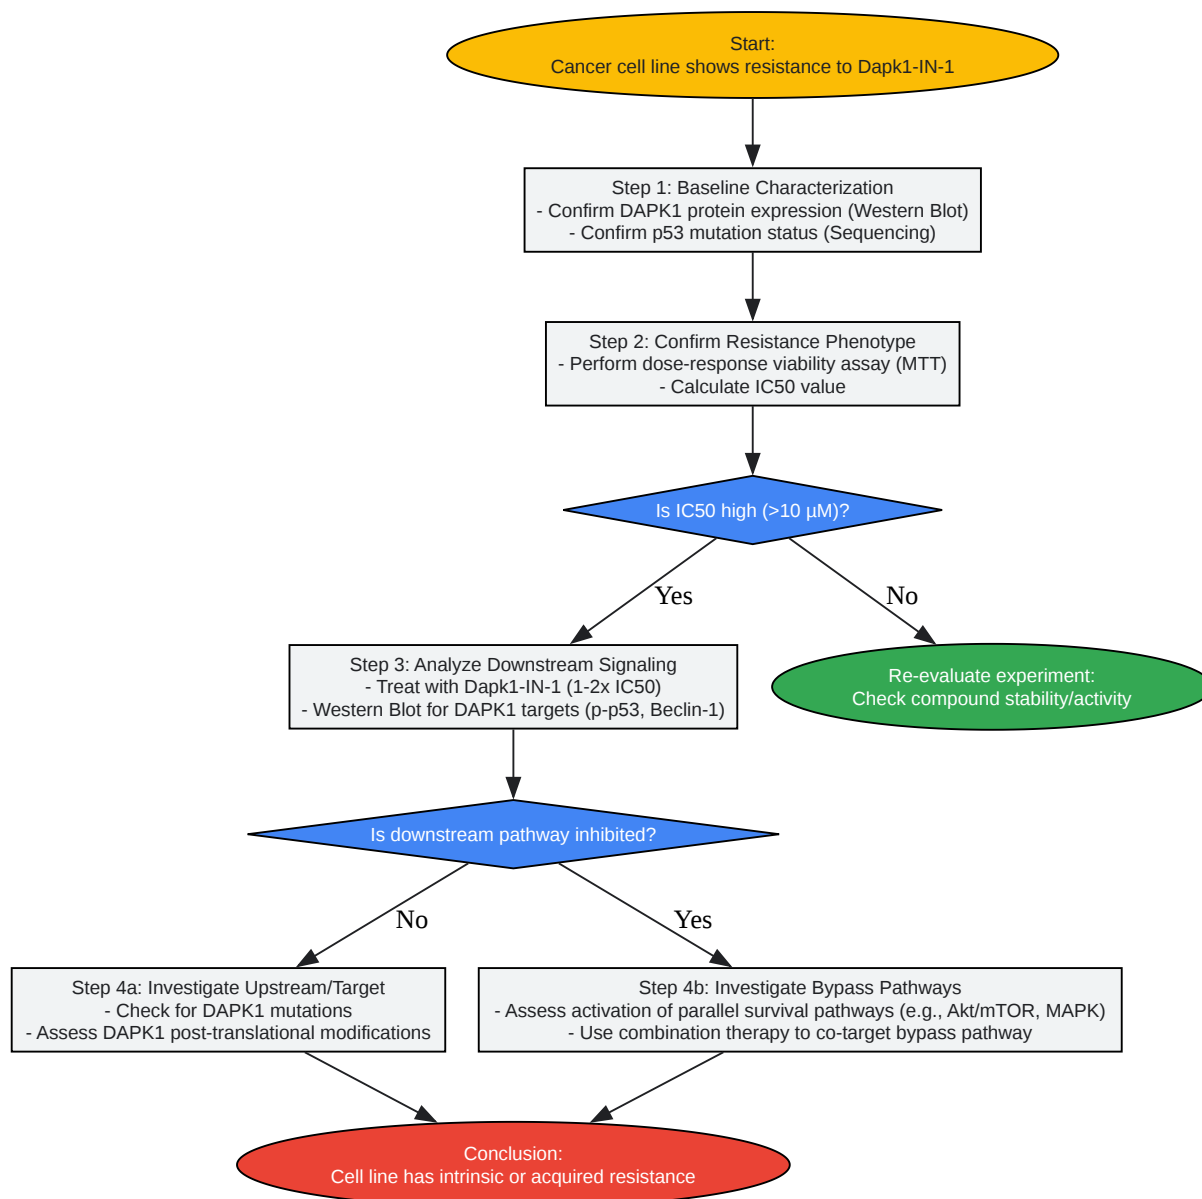 Start:
Cancer cell line shows resistance to Dapk1-IN-1
Step 1: Baseline Characterization
- Confirm DAPK1 protein expression (Western Blot)
- Confirm p53 mutation status (Sequencing)
Step 2: Confirm Resistance Phenotype
- Perform dose-response viability assay (MTT)
- Calculate IC50 value
Is IC50 high (>10 µM)?
Yes
No
Step 3: Analyze Downstream Signaling
- Treat with Dapk1-IN-1 (1-2x IC50)
- Western Blot for DAPK1 targets (p-p53, Beclin-1)
Re-evaluate experiment:
Check compound stability/activity
Is downstream pathway inhibited?
No
Yes
Step 4a: Investigate Upstream/Target
- Check for DAPK1 mutations
- Assess DAPK1 post-translational modifications
Step 4b: Investigate Bypass Pathways
- Assess activation of parallel survival pathways (e.g., Akt/mTOR, MAPK)
- Use combination therapy to co-target bypass pathway
Conclusion:
Cell line has intrinsic or acquired resistance